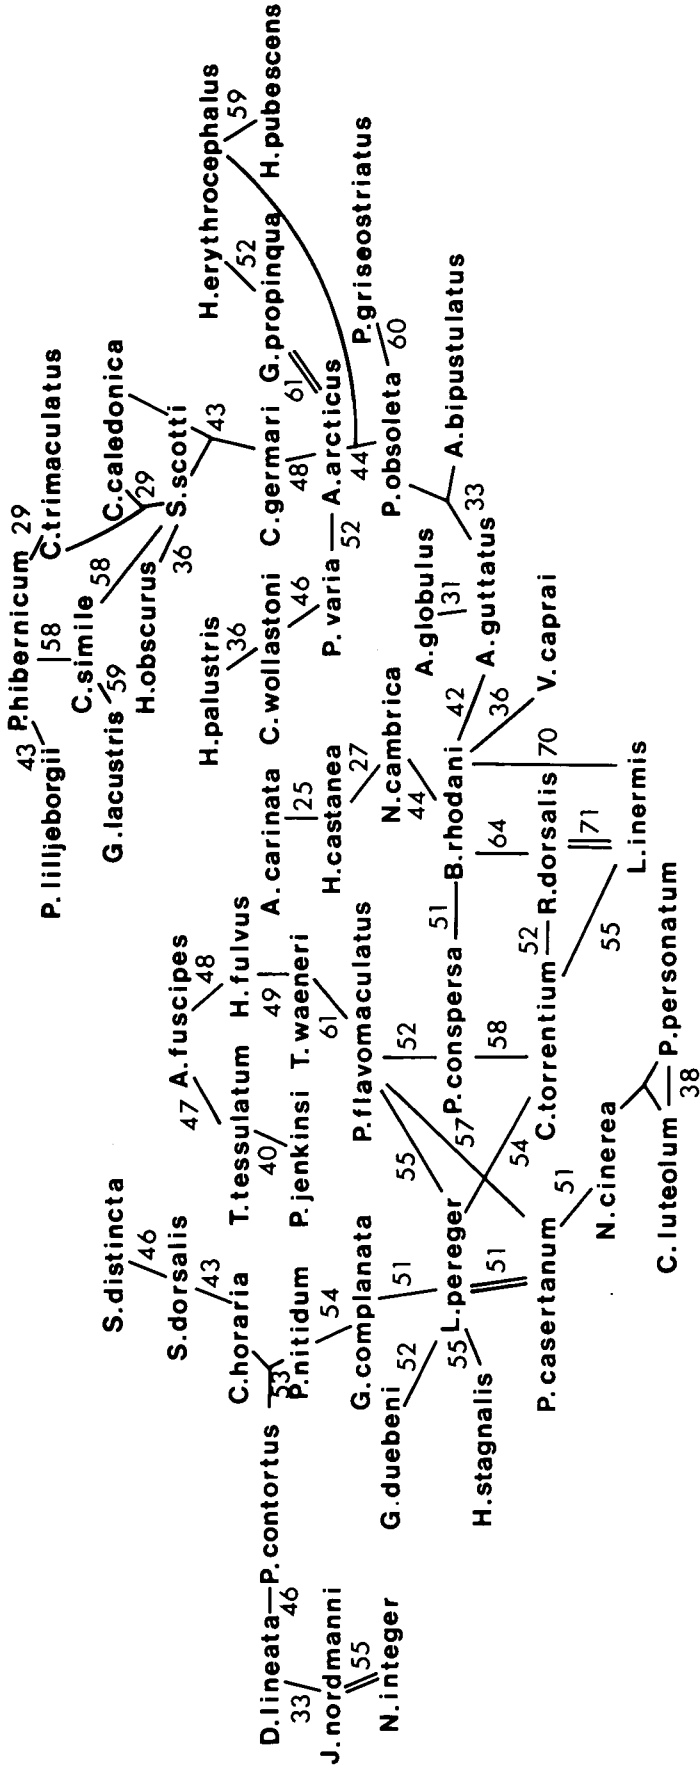 H.erythrocephalus
59
H.pubescens
52
G.propinqua
P.griseostriatus
60
61
C.trimaculatus
C.caledonica
C.caledonica
29
S.scotti
43
C.germari
48
A.arcticus
44
P.obsoleta
A.bipustulatus
33
29
P.hibernicum
58
C.simile
58
36
H.obscurus
59
43
P.lilljeborgii
G.lacustris
H.palustris
36
C.wollastoni
46
P.varia
52
A.globulus
31
A.guttatus
42
36
V.caprai
A.carinata
25
H.castanea
27
N.cambrica
44
B.rhodani
70
64
R.dorsalis
71
L.inermis
A.fuscipes
48
H.fulvus
49
T.waeneri
61
P.flavomaculatus
52
51
P.conspersa
58
52
C.torrentium
55
P.personatum
47
T.tessulatum
40
P.jenkinsi
55
57
54
51
N.cinerea
C.luteolum
38
S.distincta
46
S.dorsalis
43
C.horaria
53
P.nitidum
54
G.complanata
51
L.pereger
51
P.casertanum
52
55
G.duebeni
H.stagnalis
P.contortus
46
D.lineata
33
J.nordmanni
55
N.integer